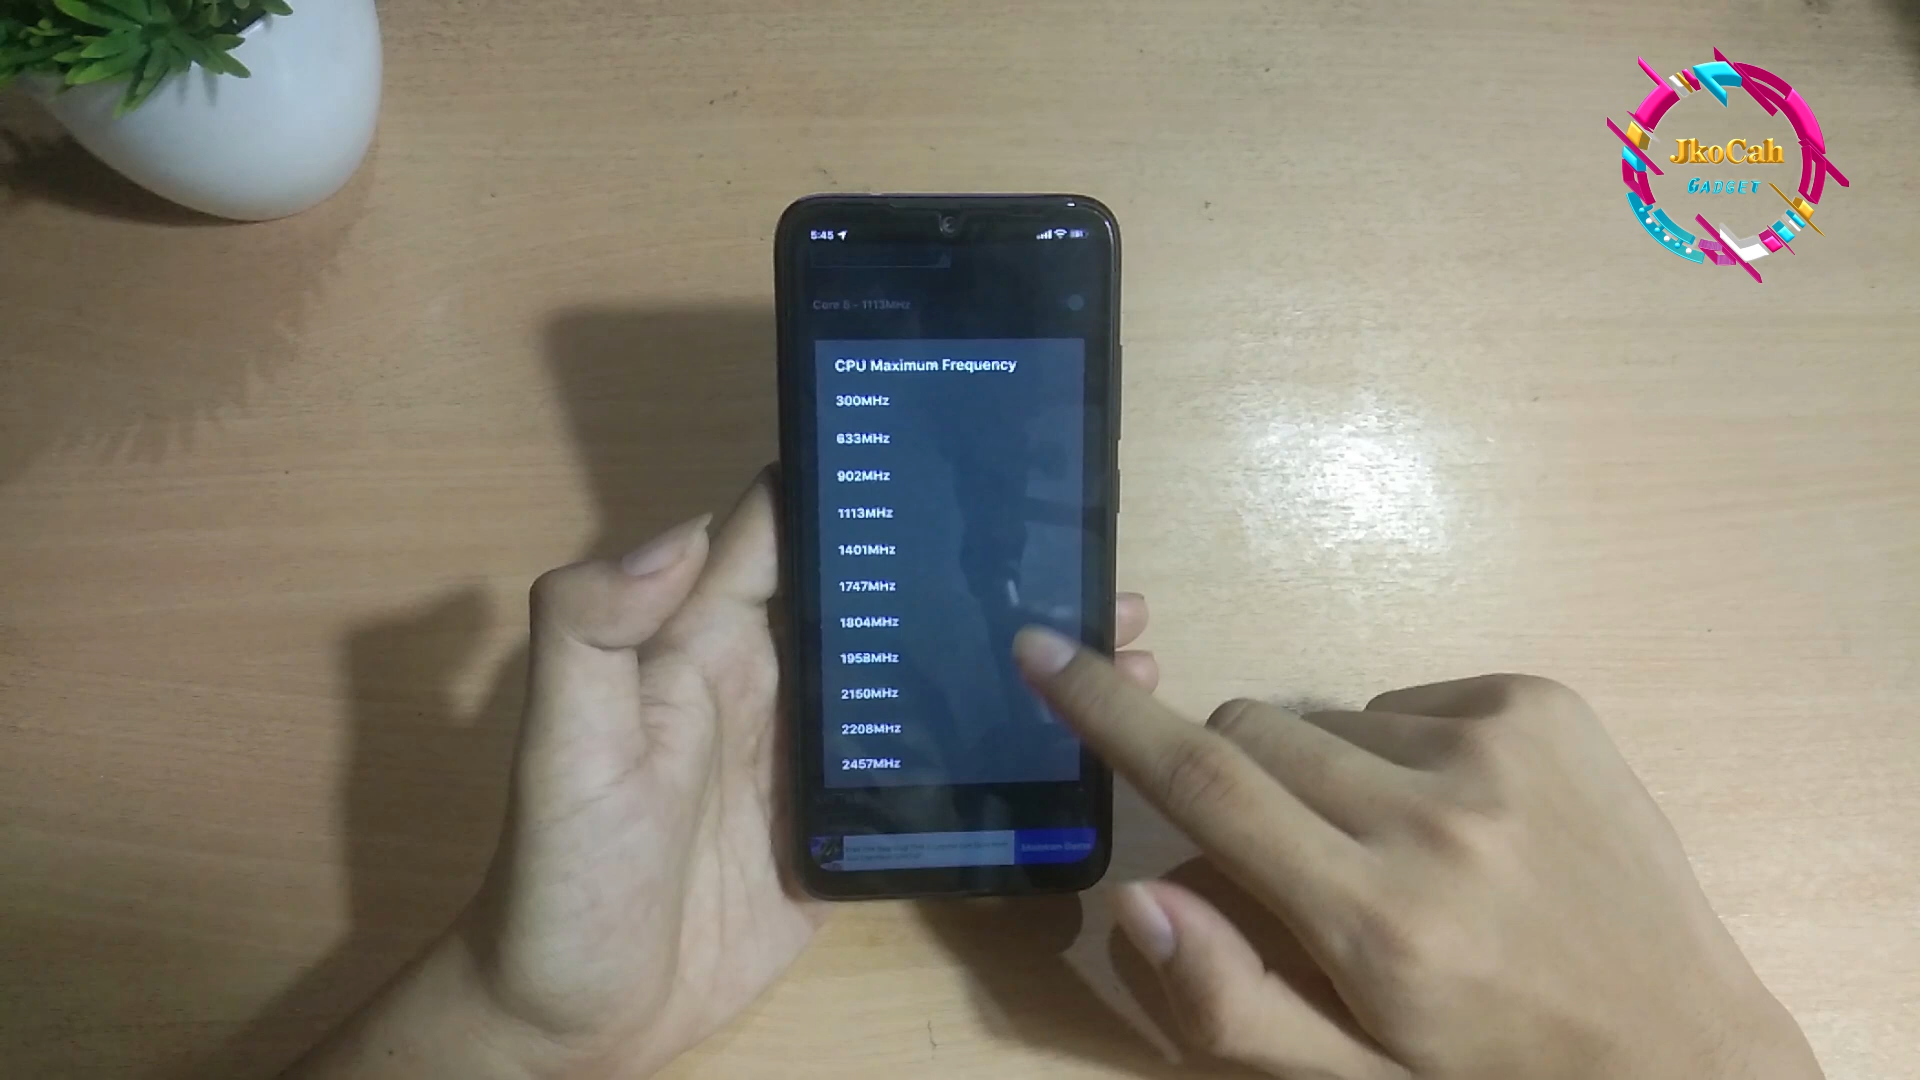 JkoCah
GADGET
5:45
Core 8 - 1113MHz
CPU Maximum Frequency
300MHz
633MHz
902MHz
1113MHz
1401MHz
1747MHz
1804MHz
1958MHz
2150MHz
2208MHz
2457MHz